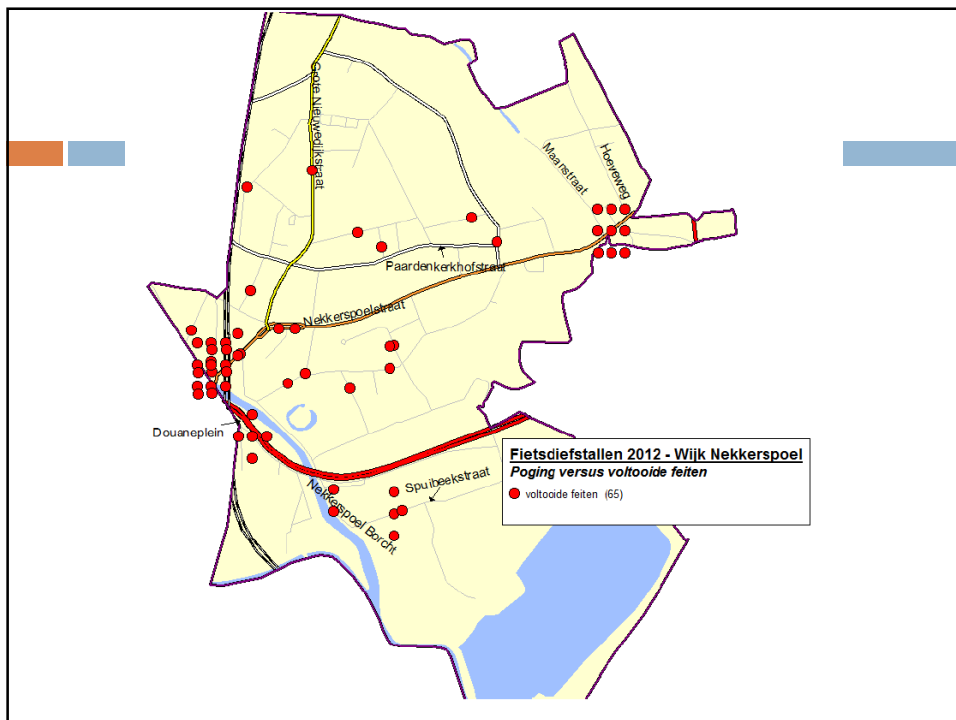 Grote Nieuwedijkstraat
Maanstraat
Hoeveweg
Paardenkerkhofstraat
Nekkerspoelstraat
Douaneplein
Fietsdiefstallen 2012 - Wijk Nekkerspoel
Poging versus voltooide feiten
voltooide feiten (65)
Spuibeekstraat
Nekkerspoel Borcht